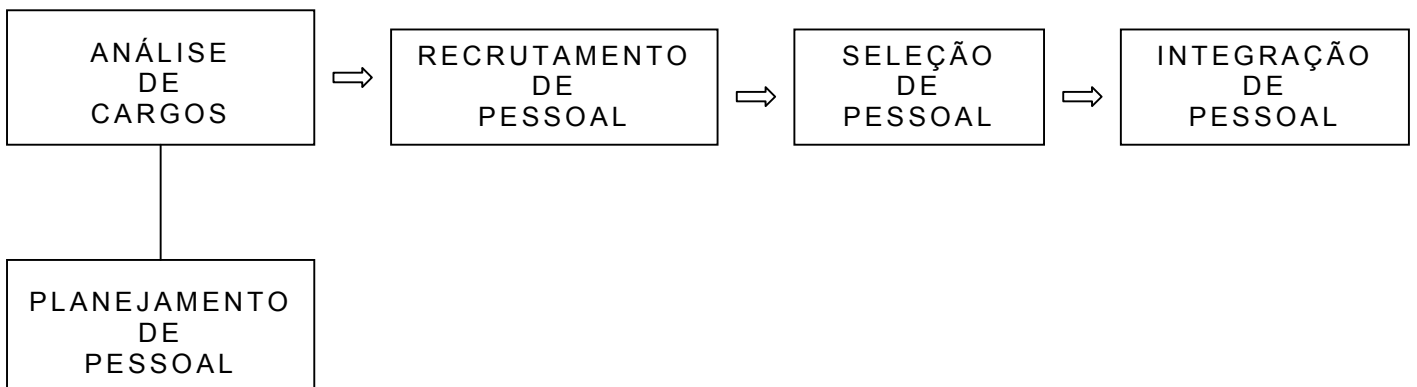 ANÁLISE
DE
CARGOS
RECRUTAMENTO
DE
PESSOAL
SELEÇÃO
DE
PESSOAL
INTEGRAÇÃO
DE
PESSOAL
PLANEJAMENTO
DE
PESSOAL